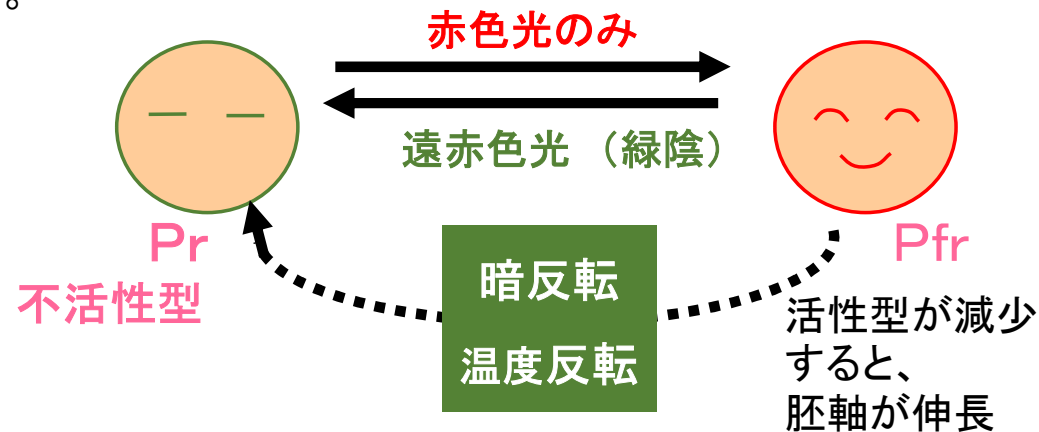 。
赤色光のみ
遠赤色光（緑陰）
Pr
不活性型
暗反転
温度反転
Pfr
活性型が減少
すると、
胚軸が伸長